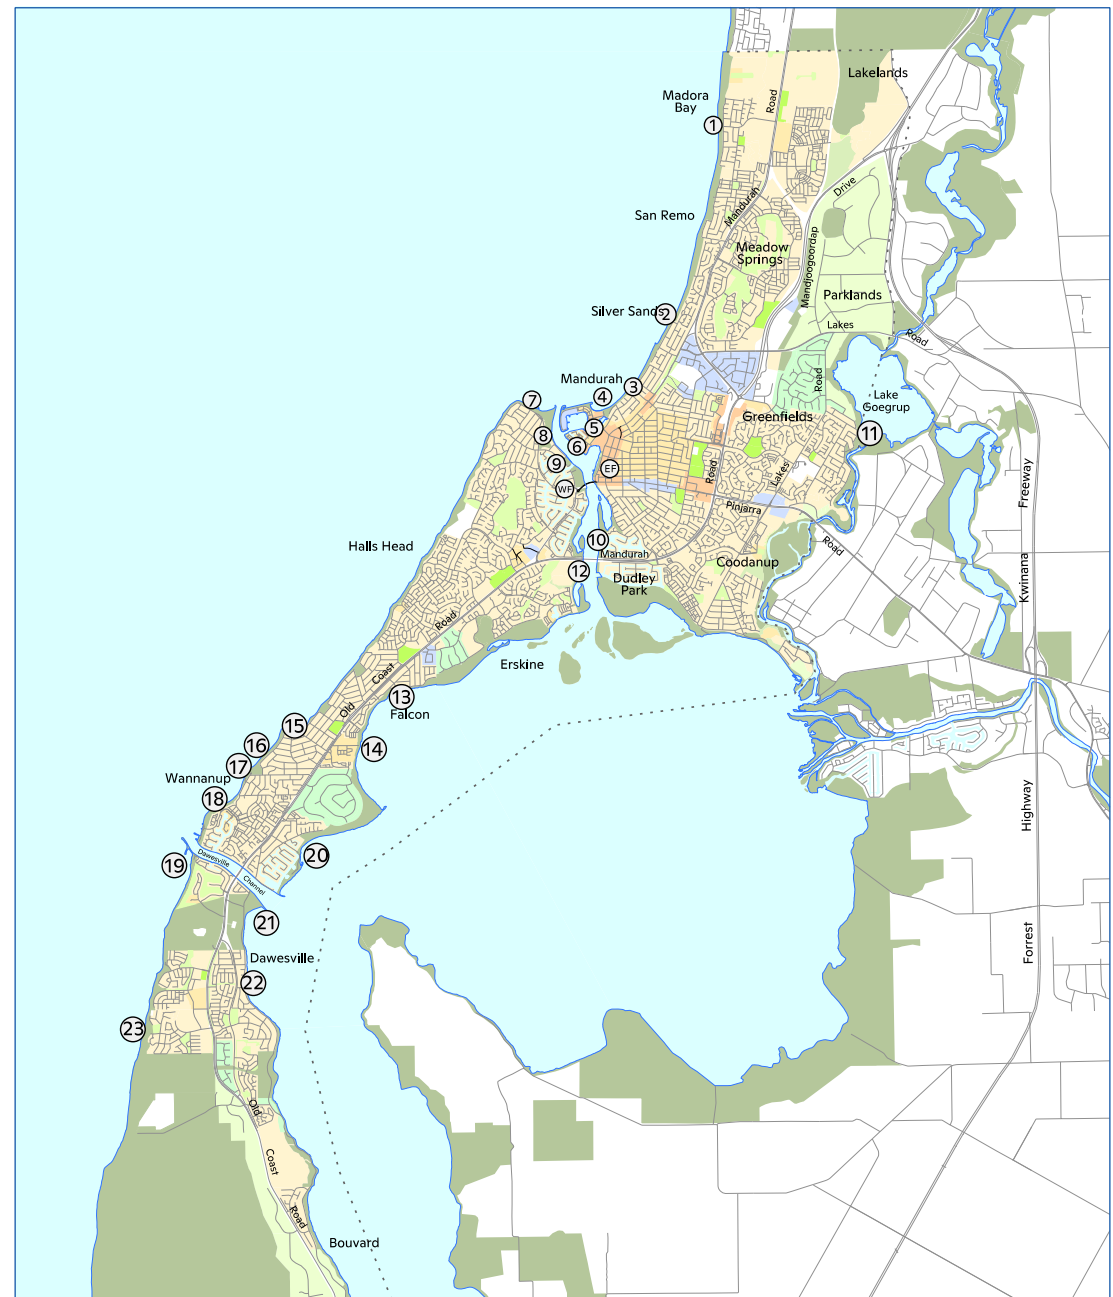 Lakelands
Madora
Bay
Road
1
Drive
Mandurah
San Remo
Meadow
Springs
Mandjoogoordap
Parklands
Silver Sands
2
Lakes
Road
Mandurah
3
4
7
Road
Lake
Goegrup
Greenfields
5
8
6
11
9
EF
WF
Road
Lakes
Freeway
Pinjarra
Road
10
Halls Head
Mandurah
Coodanup
12
Dudley
Park
Kwinana
Road
Erskine
Coast
13
Old
Falcon
15
16
14
17
Wannanup
18
Highway
Dawesville
19
20
Channel
21
Forrest
Dawesville
22
23
Old
Coast
Road
Bouvard